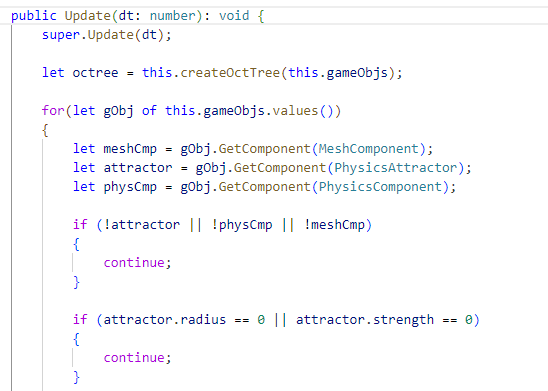 public Update(dt: number): void {
super.Update(dt);
let octree = this.createOctTree(this.gameObjs);
for(let gObj of this.gameObjs.values())
{
let meshCmp = gObj.GetComponent(MeshComponent);
let attractor = gObj.GetComponent(PhysicsAttractor);
let physCmp = gObj.GetComponent(PhysicsComponent);
if (!attractor || !physCmp || !meshCmp)
{
continue;
}
if (attractor.radius == 0 || attractor.strength == 0)
{
continue;
}